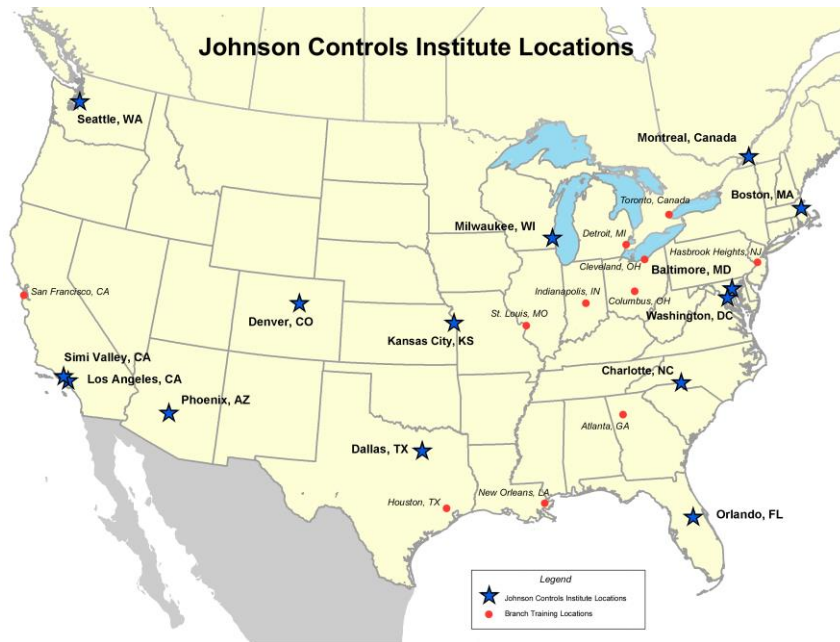 Johnson Controls Institute Locations
Seattle, WA
Montreal, Canada
Boston, MA
Toronto, Canada
Milwaukee, WI
Detroit, MI
Hasbrook Heights, NJ
Cleveland, OH
Baltimore, MD
San Francisco, CA
Indianapolis, IN
Columbus, OH
Denver, CO
St. Louis, MO
Washington, DC
Kansas City, KS
Simi Valley, CA
Los Angeles, CA
Charlotte, NC
Phoenix, AZ
Atlanta, GA
Dallas, TX
New Orleans, LA
Houston, TX
Orlando, FL
Legend
Johnson Controls Institute Locations
Branch Training Locations